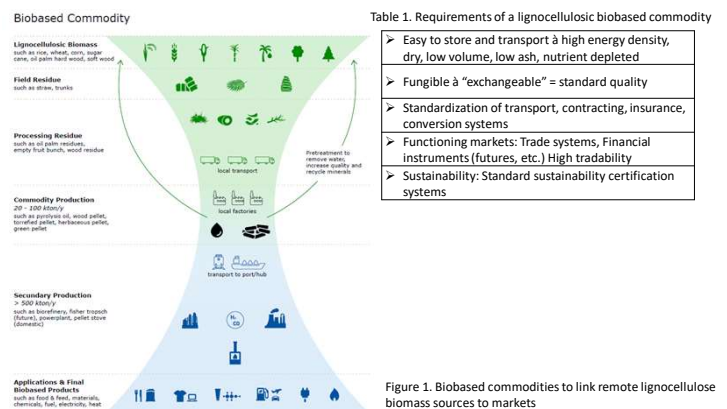 Biobased Commodity
Lignocellulosic Biomass
such as rice, wheat, corn, sugar
cane, oil palm hard wood, soft wood
Field Residue
such as straw, trunks
Processing Residue
such as oil palm residues,
empty fruit bunch, wood residue
Pretreatment to
remove water,
increase quality and
recycle minerals
local transport
Commodity Production
20 - 100 kton/y
such as pyrolysis oil, wood pellet,
torrefied pellet, herbaceous pellet,
green pellet
local factories
transport to port/hub
Secundary Production
> 500 kton/y
such as biorefinery, fisher tropsch
(future), powerplant, pellet stove
(domestic)
H₂
CO
Applications & Final
Biobased Products
such as food & feed, materials,
chemicals, fuel, electricity, heat
Table 1. Requirements of a lignocellulosic biobased commodity
➢ Easy to store and transport à high energy density,
dry, low volume, low ash, nutrient depleted
➢ Fungible à “exchangeable” = standard quality
➢ Standardization of transport, contracting, insurance,
conversion systems
➢ Functioning markets: Trade systems, Financial
instruments (futures, etc.) High tradability
➢ Sustainability: Standard sustainability certification
systems
Figure 1. Biobased commodities to link remote lignocellulose
biomass sources to markets